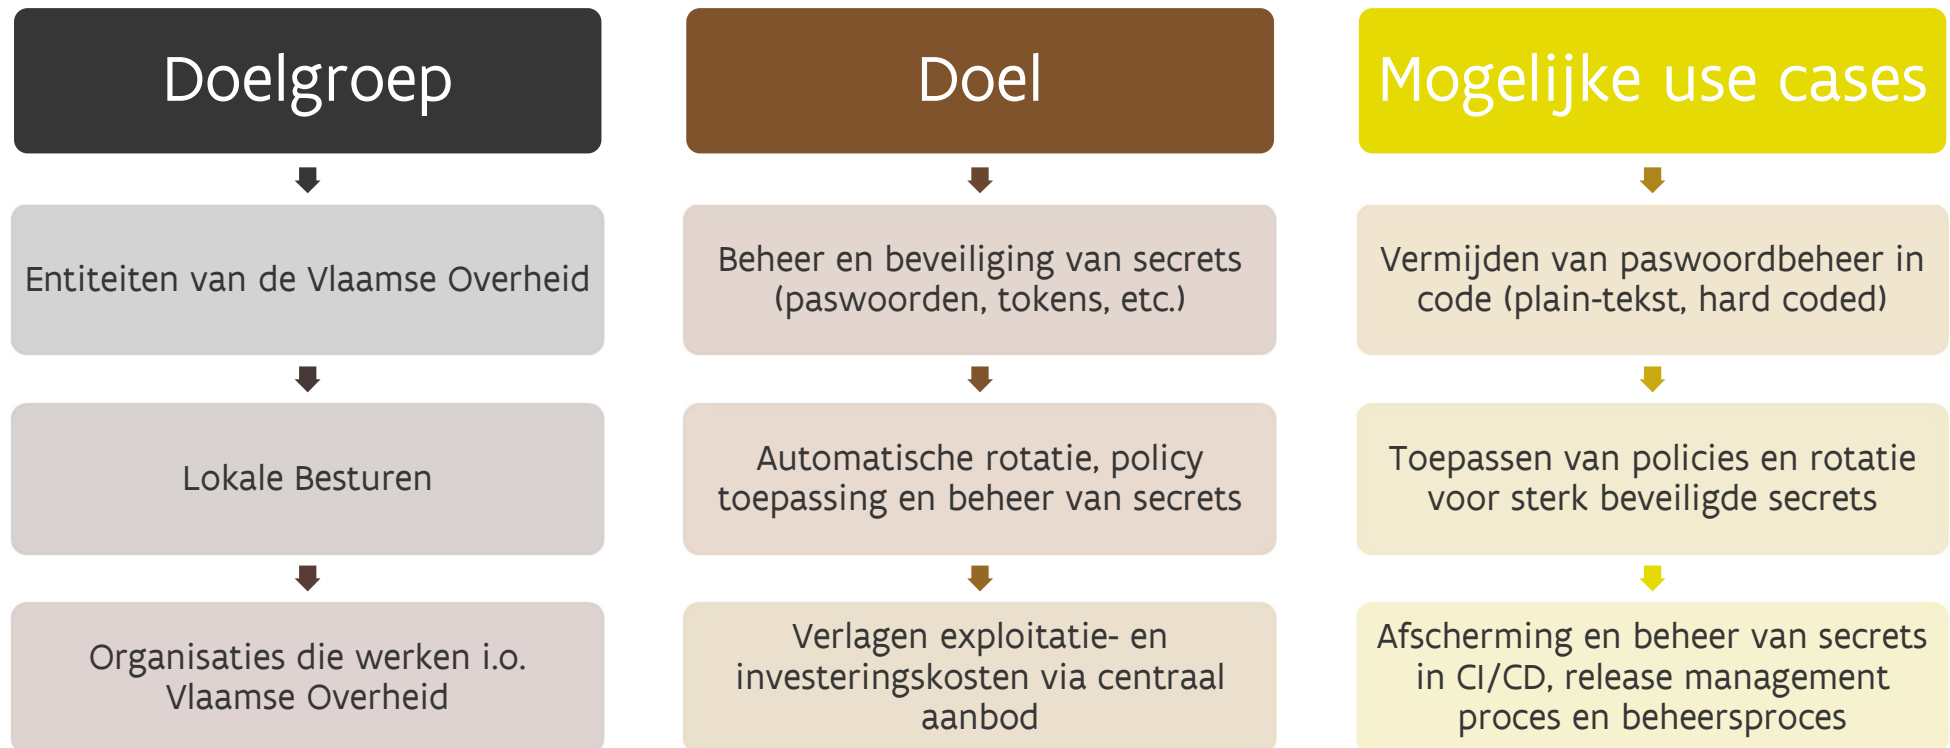 Doelgroep
Entiteiten van de Vlaamse Overheid
Lokale Besturen
Organisaties die werken i.o.
Vlaamse Overheid
Doel
Beheer en beveiliging van secrets
(paswoorden, tokens, etc.)
Automatische rotatie, policy
toepassing en beheer van secrets
Verlagen exploitatie- en
investeringskosten via centraal
aanbod
Mogelijke use cases
Vermijden van paswoordbeheer in
code (plain-tekst, hard coded)
Toepassen van policies en rotatie
voor sterk beveiligde secrets
Afscherming en beheer van secrets
in CI/CD, release management
proces en beheersproces